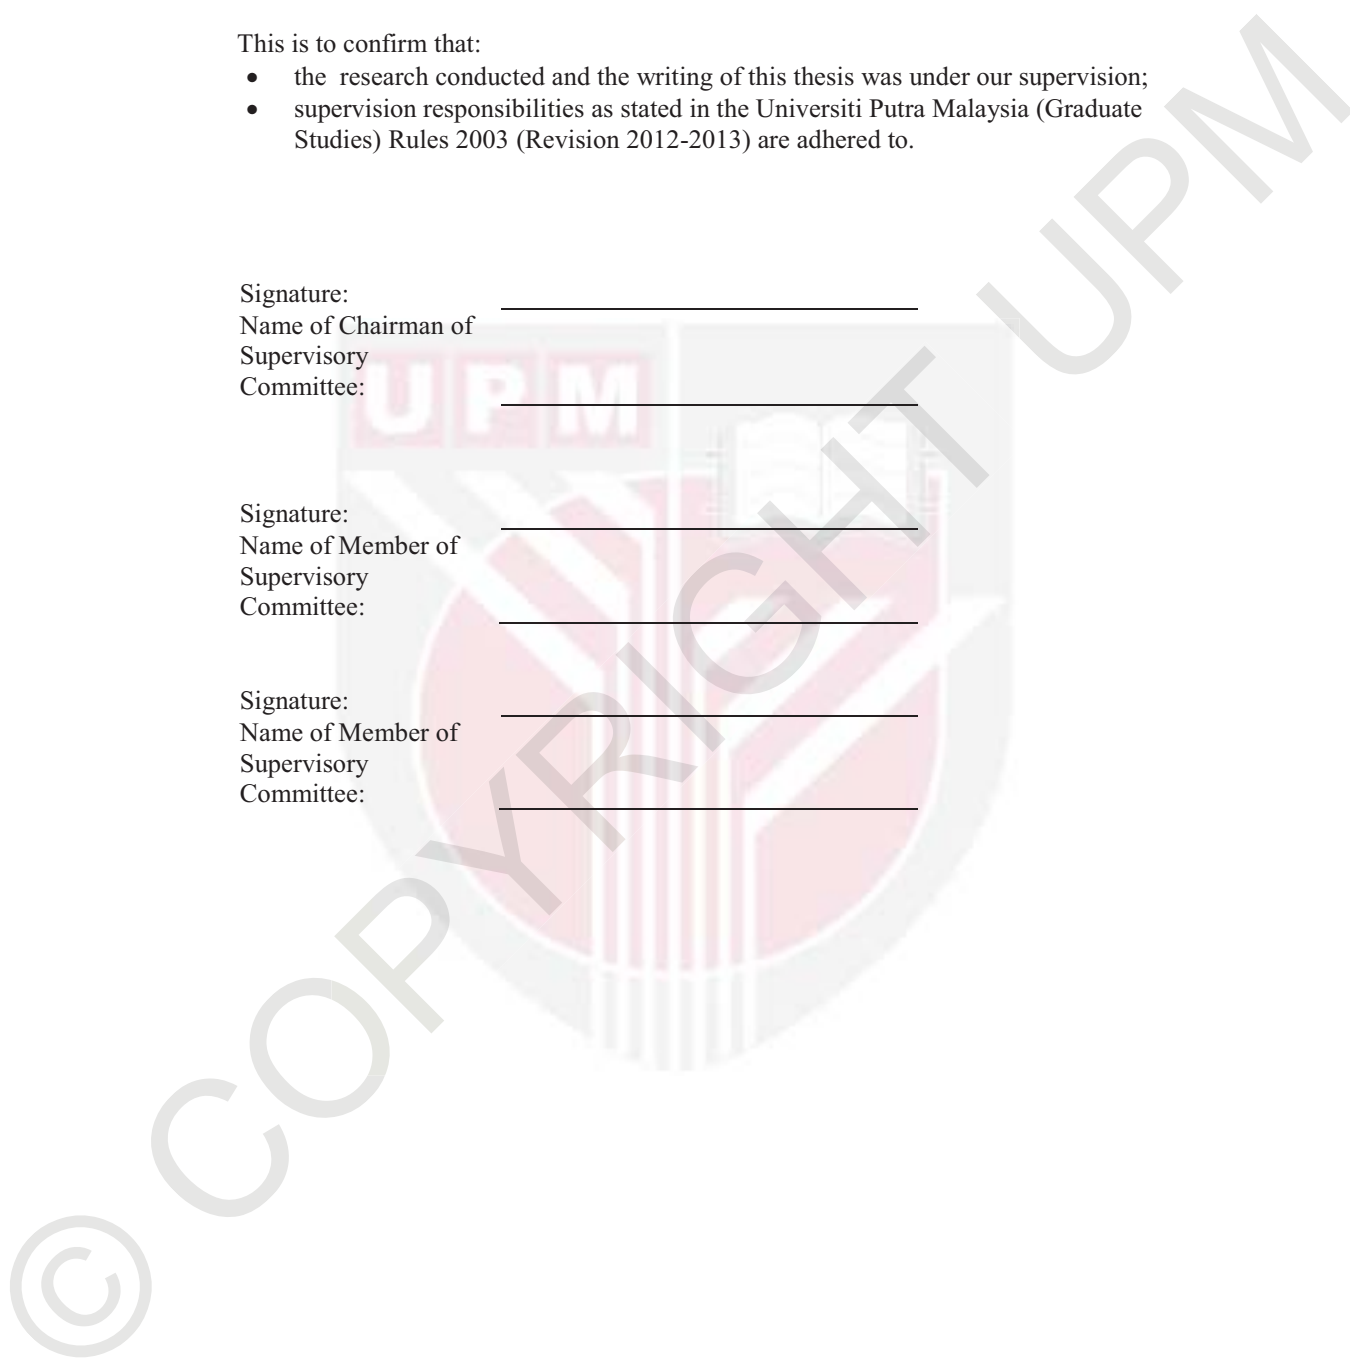 This is to confirm that:
• the research conducted and the writing of this thesis was under our supervision;
• supervision responsibilities as stated in the Universiti Putra Malaysia (Graduate
Studies) Rules 2003 (Revision 2012-2013) are adhered to.
Signature:
Name of Chairman of
Supervisory
Committee:
Signature:
Name of Member of
Supervisory
Committee:
Signature:
Name of Member of
Supervisory
Committee:
UPM
© COPYRIGHT UPM